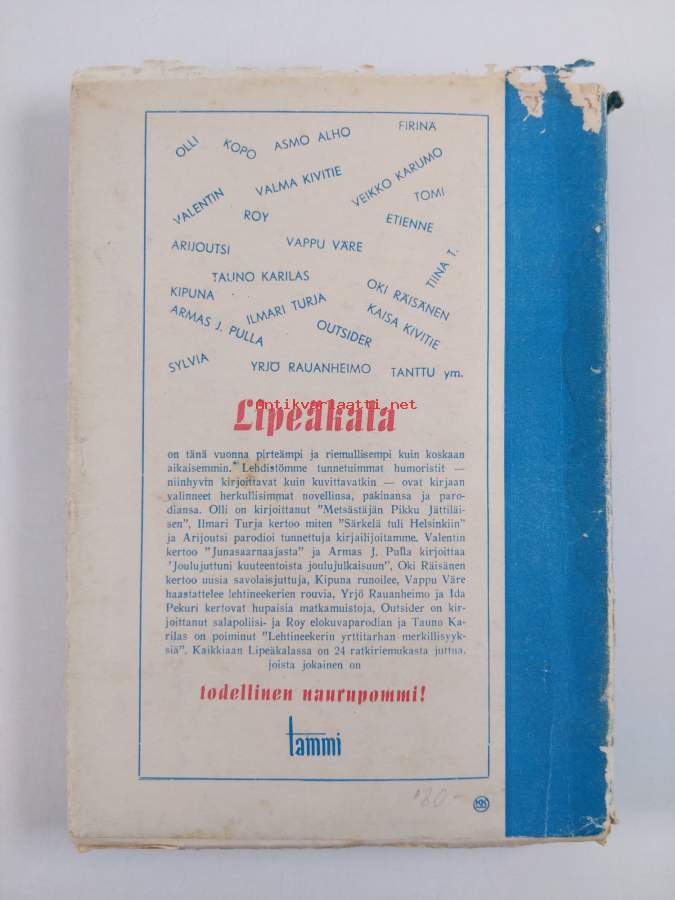 FIRINÄ
OLLI KOPO ASMO ALHO
VEIKKO KARUMO
VALENTIN VALMA KIVITIE TOMI
ROY ETIENNE
ARIJOUTSI VAPPU VÄRE
TIINA T.
TAUNO KARILAS OKI RÄISÄNEN
KIPUNA ILMARI TURJA KAISA KIVITIE
ARMAS J. PULLA OUTSIDER
SYLVIA YRJÖ RAUANHEIMO TANTTU ym.
Lipeäkala
Antikvariaatti.net
on tänä vuonna pirteämpi ja riemullisempi kuin koskaan
aikaisemmin. Lehdistömme tunnetuimmat humoristit —
niinhyvin kirjoittavat kuin kuvittavatkin — ovat kirjaan
valinneet herkullisimmat novellinsa, pakinansa ja paro-
diansa. Olli on kirjoittanut "Metsästäjän Pikku Jättiläi-
sen", Ilmari Turja kertoo miten "Särkelä tuli Helsinkiin"
ja Arijoutsi parodioi tunnettuja kirjailijoitamme. Valentin
kertoo "Junasaarnaajasta" ja Armas J. Pulla kirjoittaa
'Joulujuttuni kuuteentoista joulujulkaisuun", Oki Räisänen
kertoo uusia savolaisjuttuja, Kipuna runoilee, Vappu Väre
haastattelee lehtineekerien rouvia, Yrjö Rauanheimo ja Ida
Pekuri kertovat hupaisia matkamuistoja, Outsider on kir-
joittanut salapoliisi- ja Roy elokuvaparodian ja Tauno Ka-
rilas on poiminut "Lehtineekerin yrttitarhan merkillisyyk-
siä". Kaikkiaan Lipeäkalassa on 24 ratkiriemukasta juttua,
joista jokainen on
todellinen naurupommi!
tammi
80-
KK